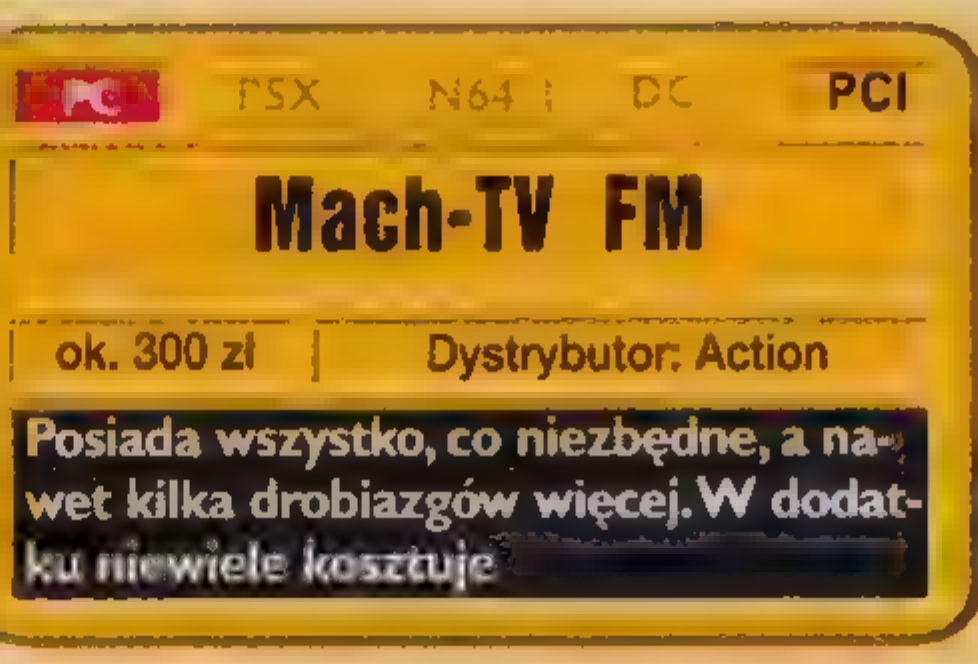 PC PSX N64 DC PCI
Mach-TV FM
ok. 300 zł Dystrybutor: Action
Posiada wszystko, co niezbędne, a na-
wet kilka drobiazgów więcej. W dodat-
ku niewiele kosztuje